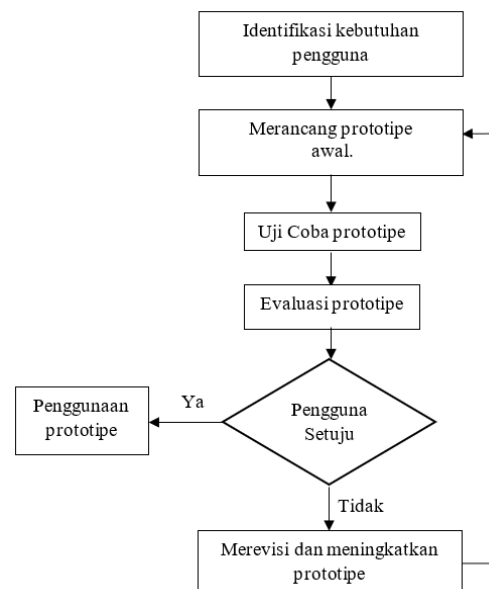 Identifikasi kebutuhan
pengguna
Merancang prototipe
awal.
Uji Coba prototipe
Evaluasi prototipe
Pengguna
Setuju
Ya
Penggunaan
prototipe
Tidak
Merevisi dan meningkatkan
prototipe